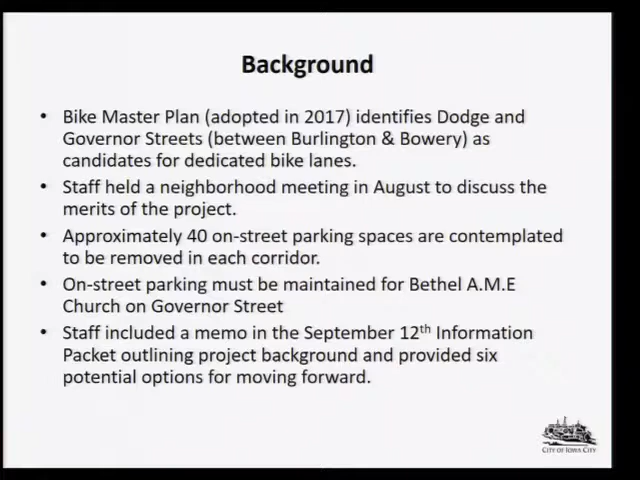 Background
• Bike Master Plan (adopted in 2017) identifies Dodge and
Governor Streets (between Burlington & Bowery) as
candidates for dedicated bike lanes.
• Staff held a neighborhood meeting in August to discuss the
merits of the project.
• Approximately 40 on-street parking spaces are contemplated
to be removed in each corridor.
• On-street parking must be maintained for Bethel A.M.E
Church on Governor Street
• Staff included a memo in the September 12th Information
Packet outlining project background and provided six
potential options for moving forward.
CITY OF IOWA CITY